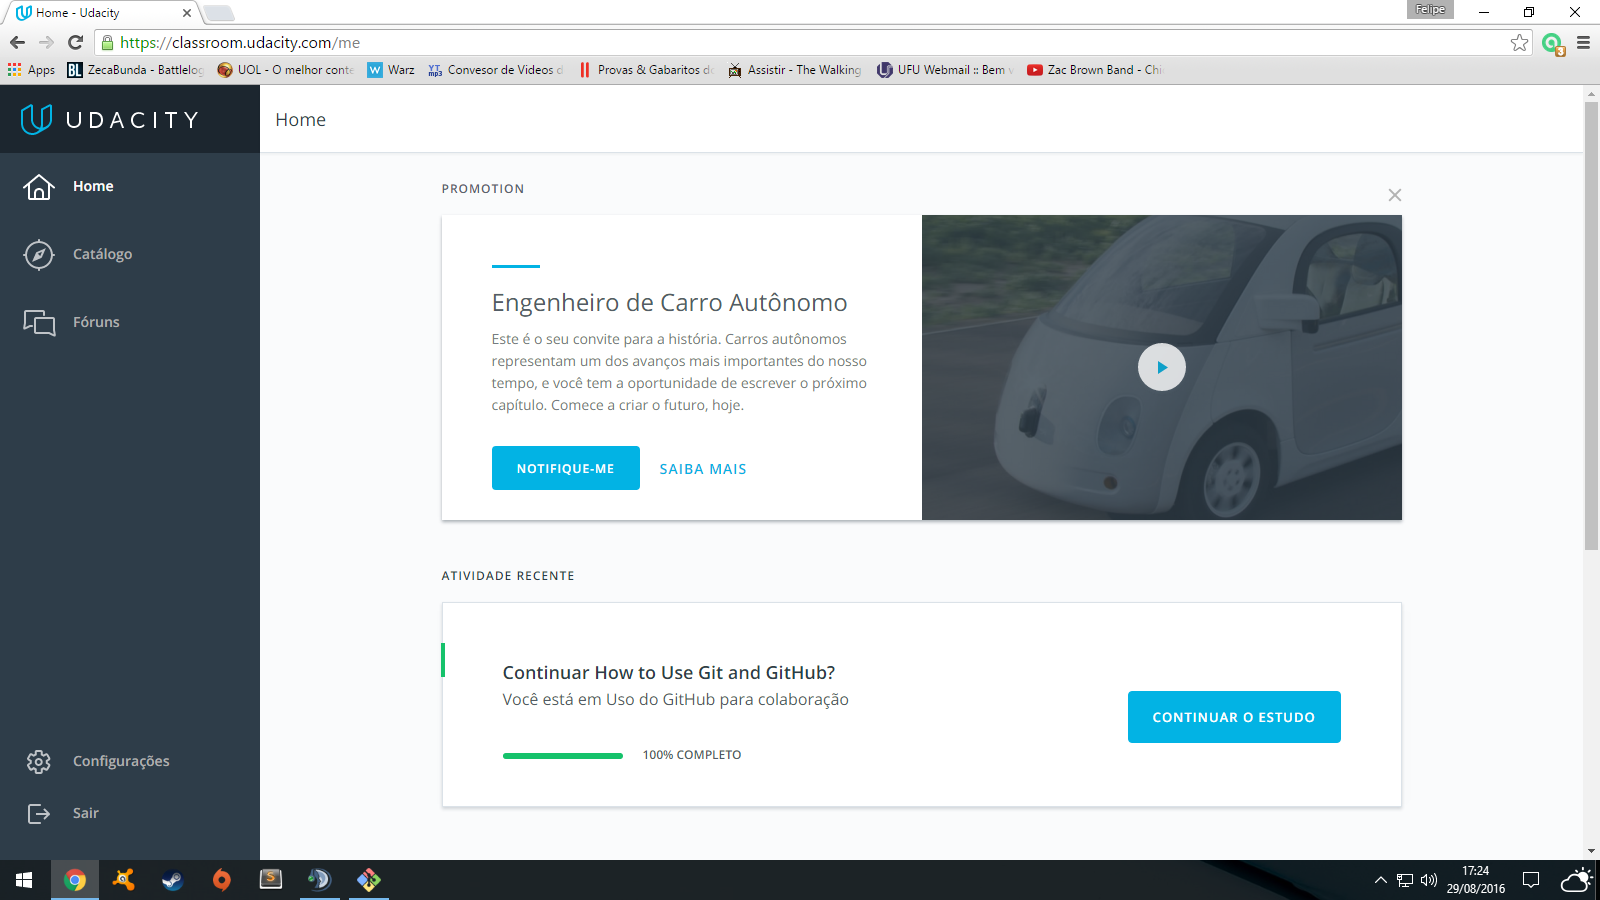 Home - Udacity
Felipe
https://classroom.udacity.com/me
Apps
BL ZecaBunda - Battlelog
UOL - O melhor conte
W Warz
YT mp3 Convesor de Videos d
Provas & Gabaritos d
Assistir - The Walking
UFU Webmail :: Bem v
Zac Brown Band - Chi
UDACITY
Home
Home
Catálogo
Fóruns
Configurações
Sair
PROMOTION
Engenheiro de Carro Autônomo
Este é o seu convite para a história. Carros autônomos
representam um dos avanços mais importantes do nosso
tempo, e você tem a oportunidade de escrever o próximo
capítulo. Comece a criar o futuro, hoje.
NOTIFIQUE-ME
SAIBA MAIS
ATIVIDADE RECENTE
Continuar How to Use Git and GitHub?
Você está em Uso do GitHub para colaboração
100% COMPLETO
CONTINUAR O ESTUDO
17:24
29/08/2016